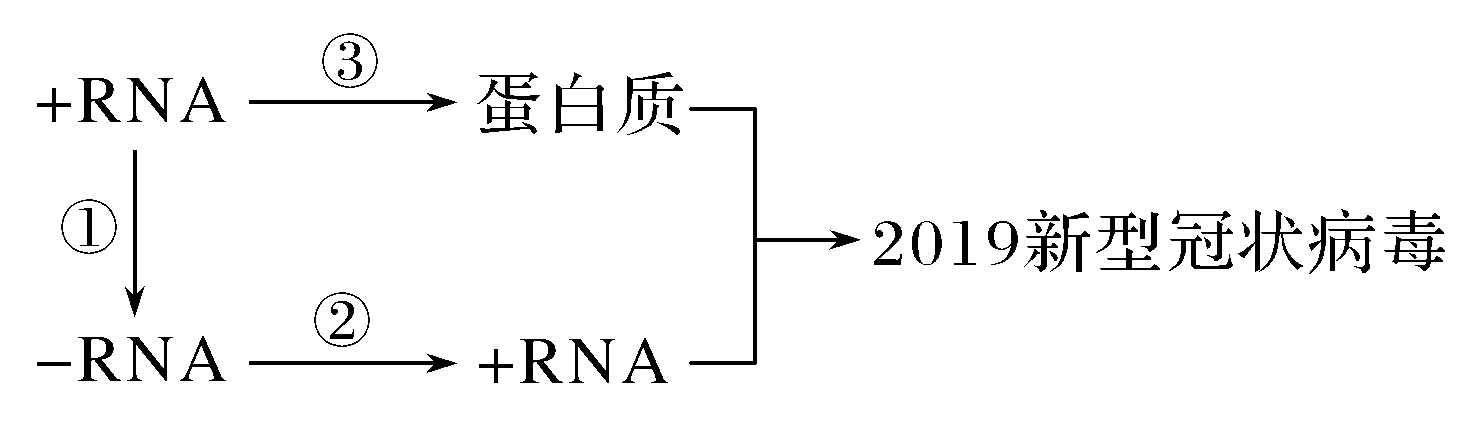 +RNA ③ 蛋白质
① 2019新型冠状病毒
−RNA ② +RNA